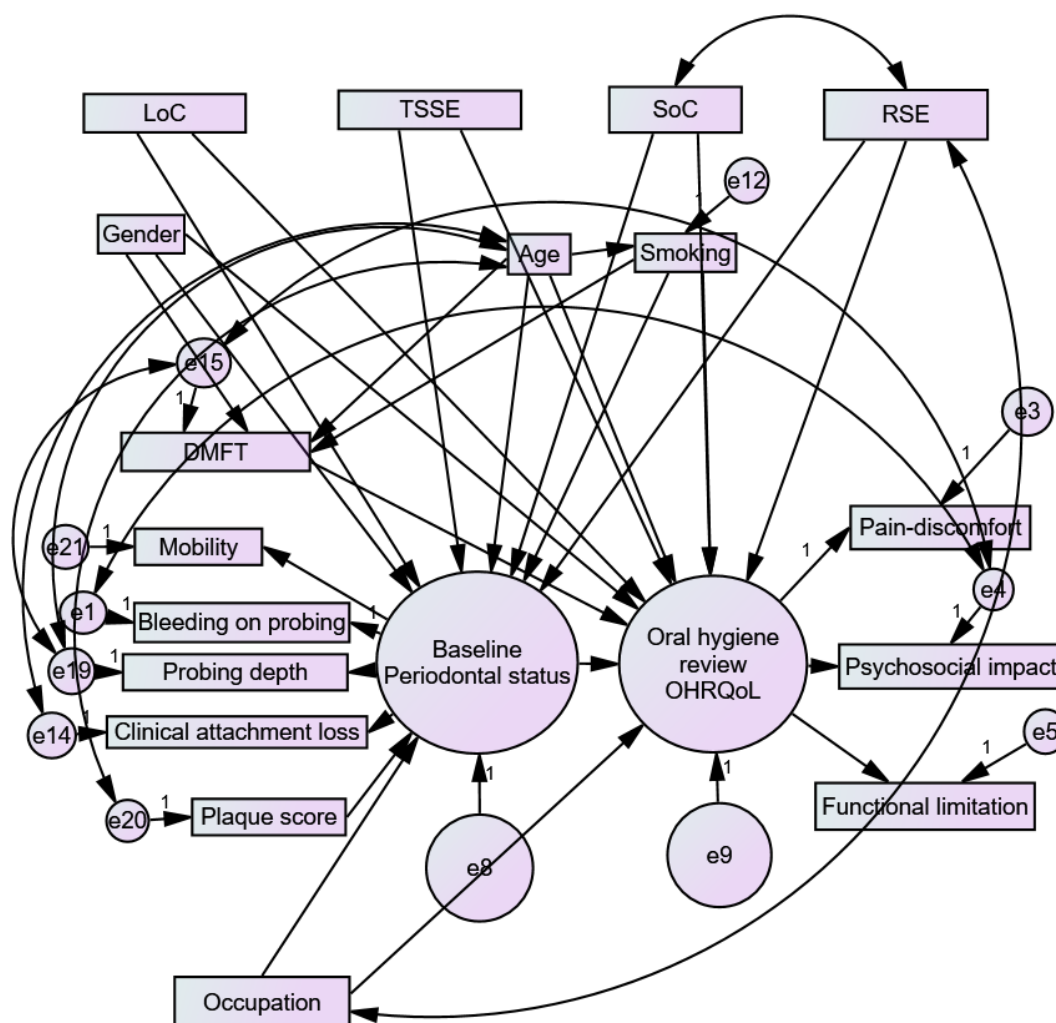 LoC
TSSE
SoC
RSE
e12
1
Gender
Age
Smoking
e15
1
e3
1
DMFT
Pain-discomfort
1
e21
1
Mobility
e4
1
e1
1
Bleeding on probing
1
Baseline
Periodontal status
Oral hygiene
review
OHRQoL
e19
1
Probing depth
Psychosocial impact
e14
1
Clinical attachment loss
e5
1
1
1
e20
1
Plaque score
Functional limitation
e8
e9
Occupation